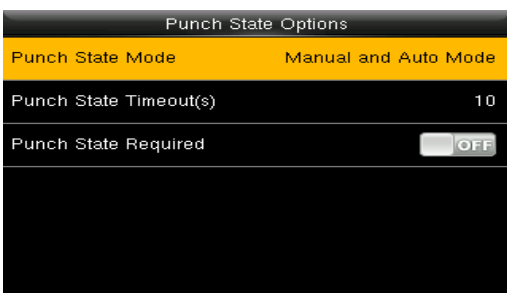 Punch State Options
Punch State Mode Manual and Auto Mode
Punch State Timeout(s) 10
Punch State Required OFF